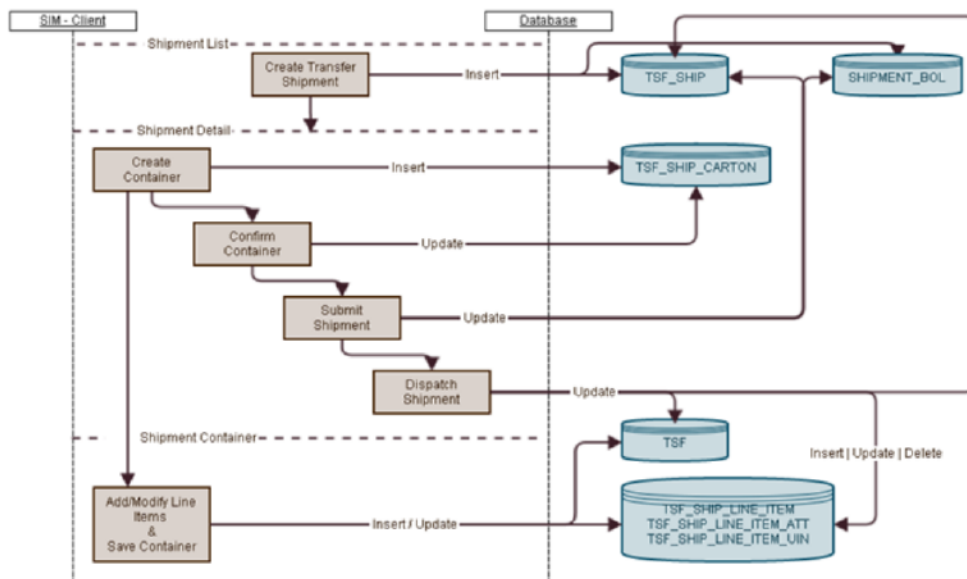 SIM - Client
Database
Shipment List
Create Transfer
Shipment
Insert
TSF_SHIP
SHIPMENT_BOL
Shipment Detail
Create
Container
Insert
TSF_SHIP_CARTON
Confirm
Container
Update
Submit
Shipment
Update
Dispatch
Shipment
Update
Shipment Container
TSF
Insert | Update | Delete
Add/Modify Line
Items
&
Save Container
Insert / Update
TSF_SHIP_LINE_ITEM
TSF_SHIP_LINE_ITEM_ATT
TSF_SHIP_LINE_ITEM_UIN